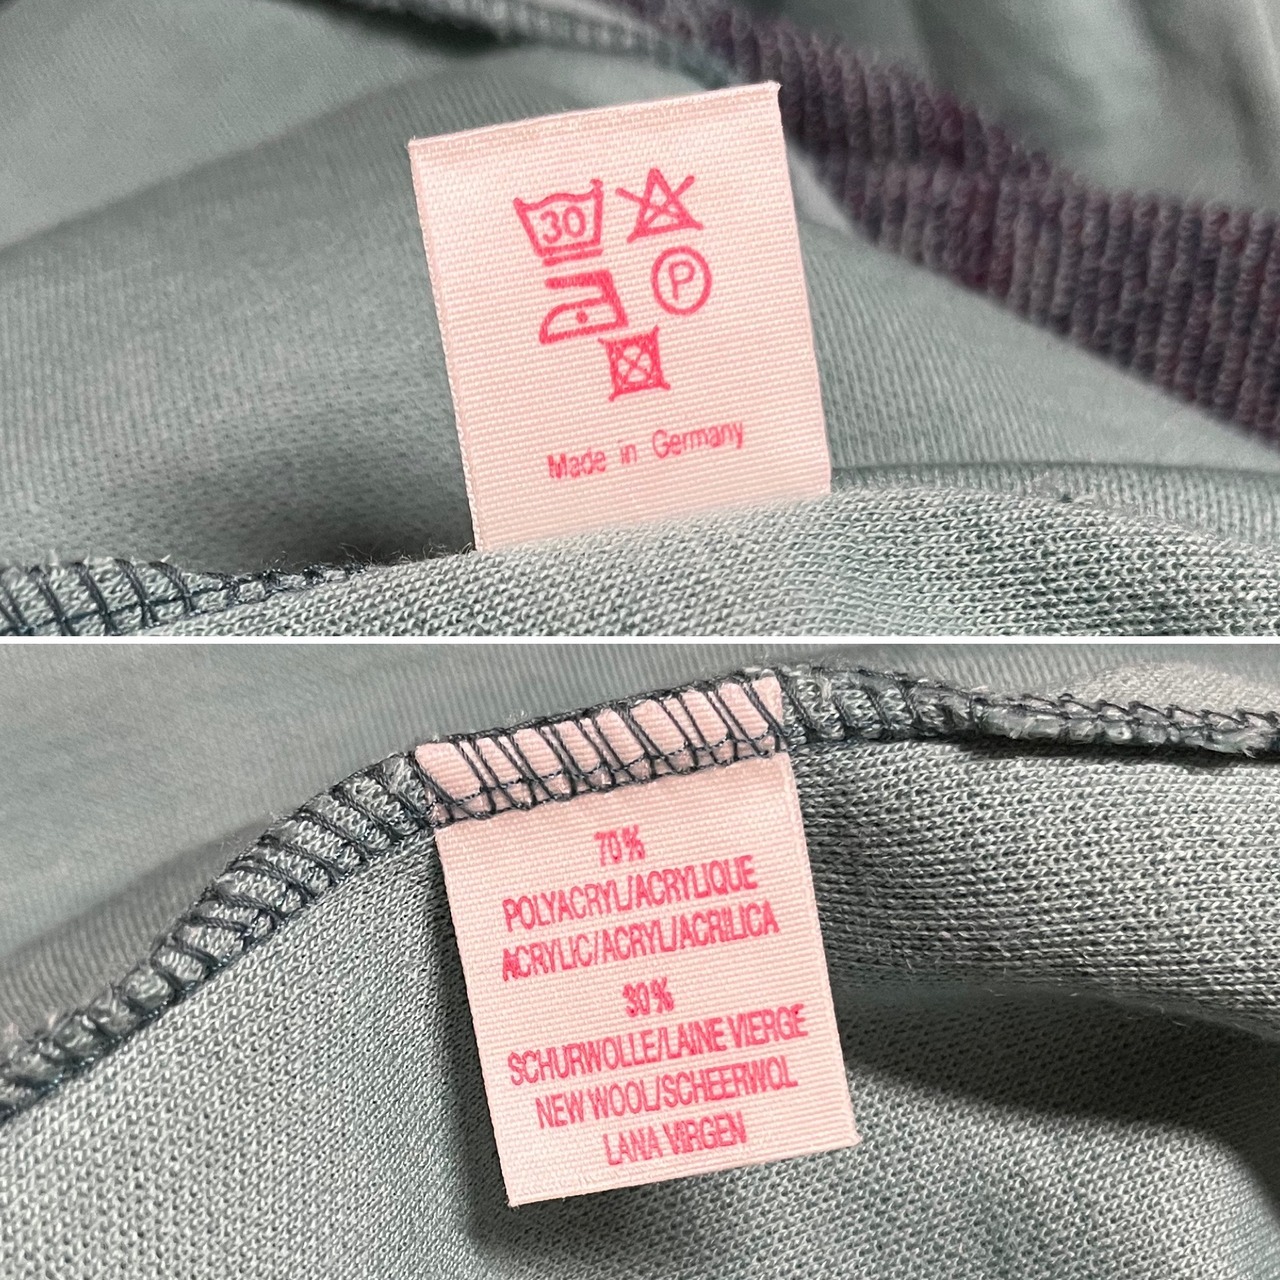 30
P
Made in Germany
70%
POLYACRYL/ACRYLIQUE
ACRYLIC/ACRYL/ACRILICA
30%
SCHURWOLLE/LAINE VIERGE
NEW WOOL/SCHEERWOL
LANA VIRGEN